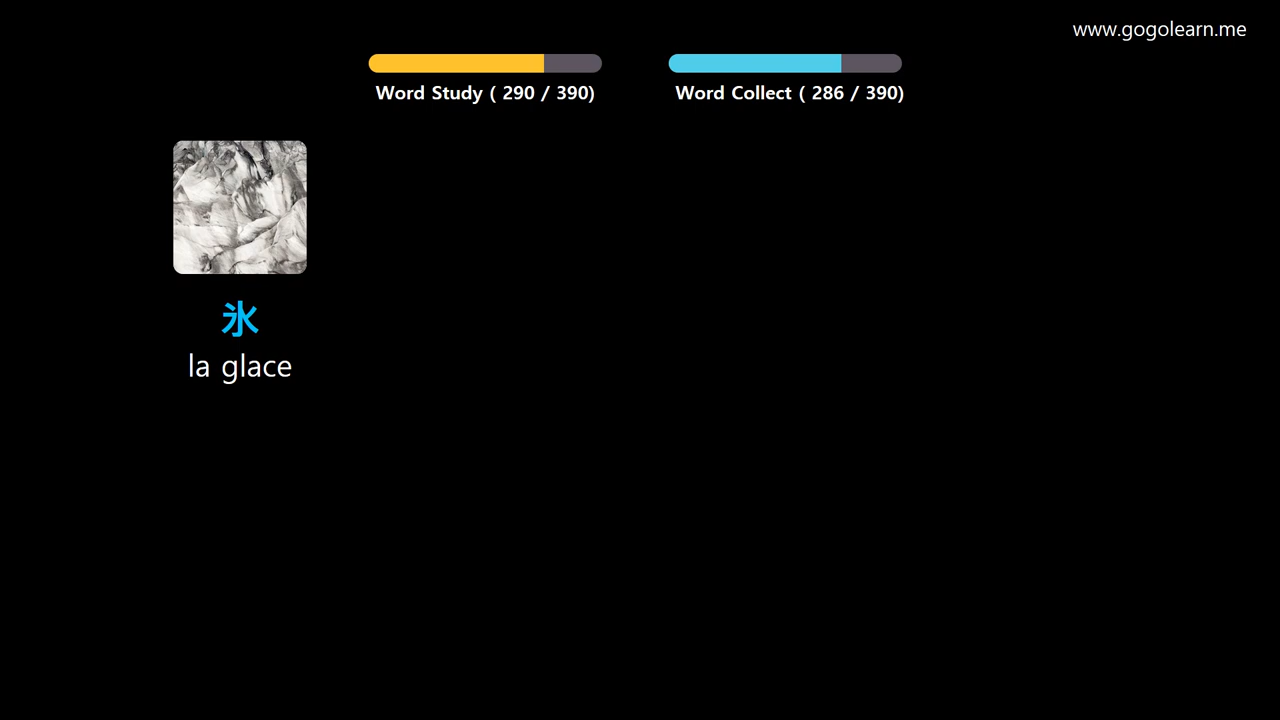 www.gogolearn.me
Word Study ( 290 / 390)
Word Collect ( 286 / 390)
氷
la glace